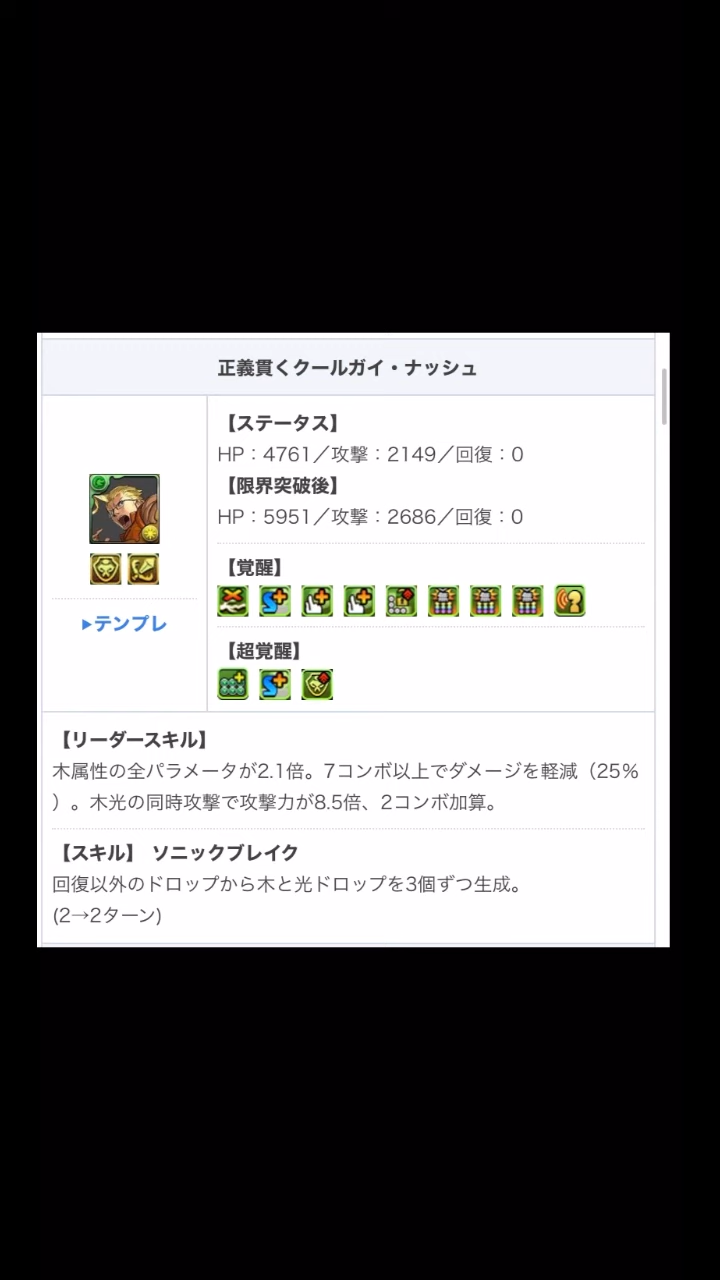 正義貫くクールガイ・ナッシュ
【ステータス】
HP：4761／攻撃：2149／回復：0
【限界突破後】
HP：5951／攻撃：2686／回復：0
▶テンプレ
【覚醒】
【超覚醒】
【リーダースキル】
木属性の全パラメータが2.1倍。7コンボ以上でダメージを軽減（25%
）。木光の同時攻撃で攻撃力が8.5倍、2コンボ加算。
【スキル】 ソニックブレイク
回復以外のドロップから木と光ドロップを3個ずつ生成。
(2→2ターン)